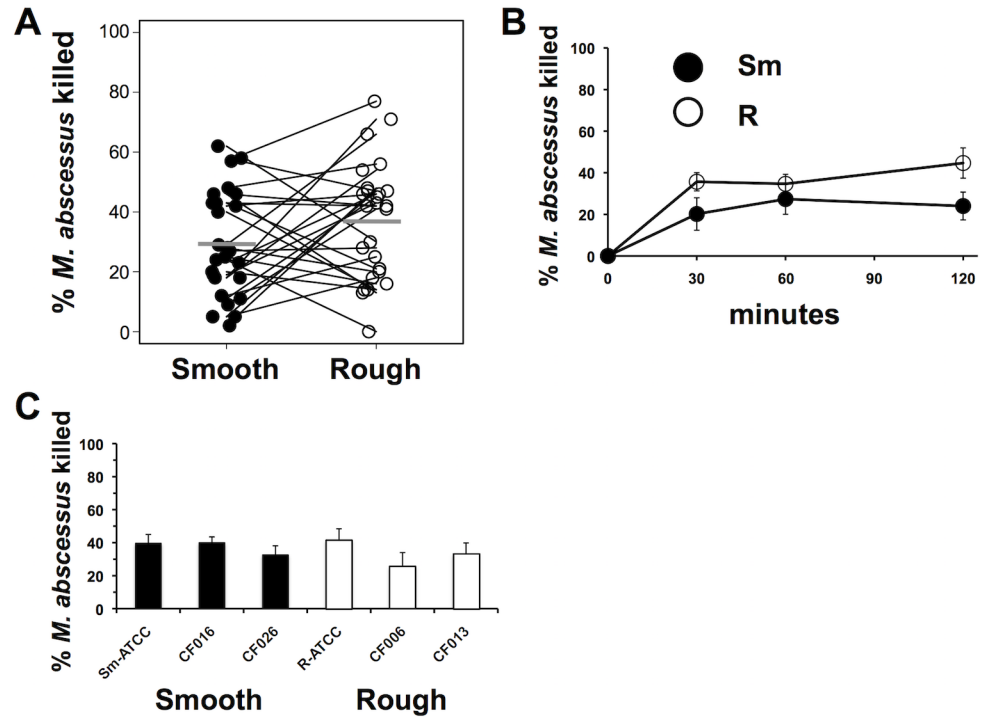 A
% M. abscessus killed
100
80
60
40
20
0
Smooth Rough
B
% M. abscessus killed
100
80
60
40
20
0
Sm
R
0 30 60 90 120
minutes
C
% M. abscessus killed
100
80
60
40
20
0
Sm-ATCC CF016 CF026 R-ATCC CF006 CF013
Smooth Rough